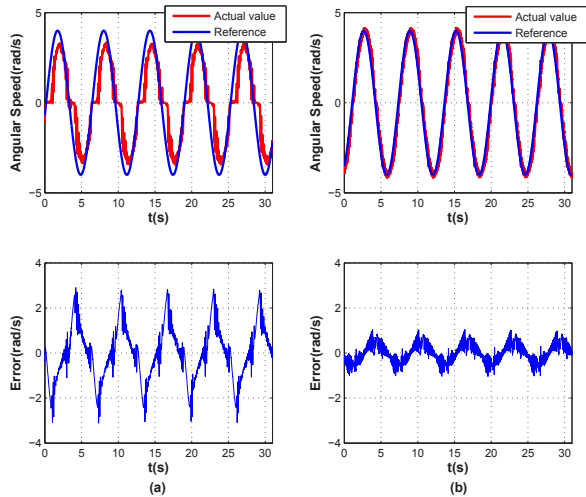 Actual value
Reference
Angular Speed(rad/s)
5
0
−5
0 5 10 15 20 25 30
t(s)
Actual value
Reference
Angular Speed(rad/s)
5
0
−5
0 5 10 15 20 25 30
t(s)
Error(rad/s)
4
2
0
−2
−4
0 5 10 15 20 25 30
t(s)
(a)
Error(rad/s)
4
2
0
−2
−4
0 5 10 15 20 25 30
t(s)
(b)